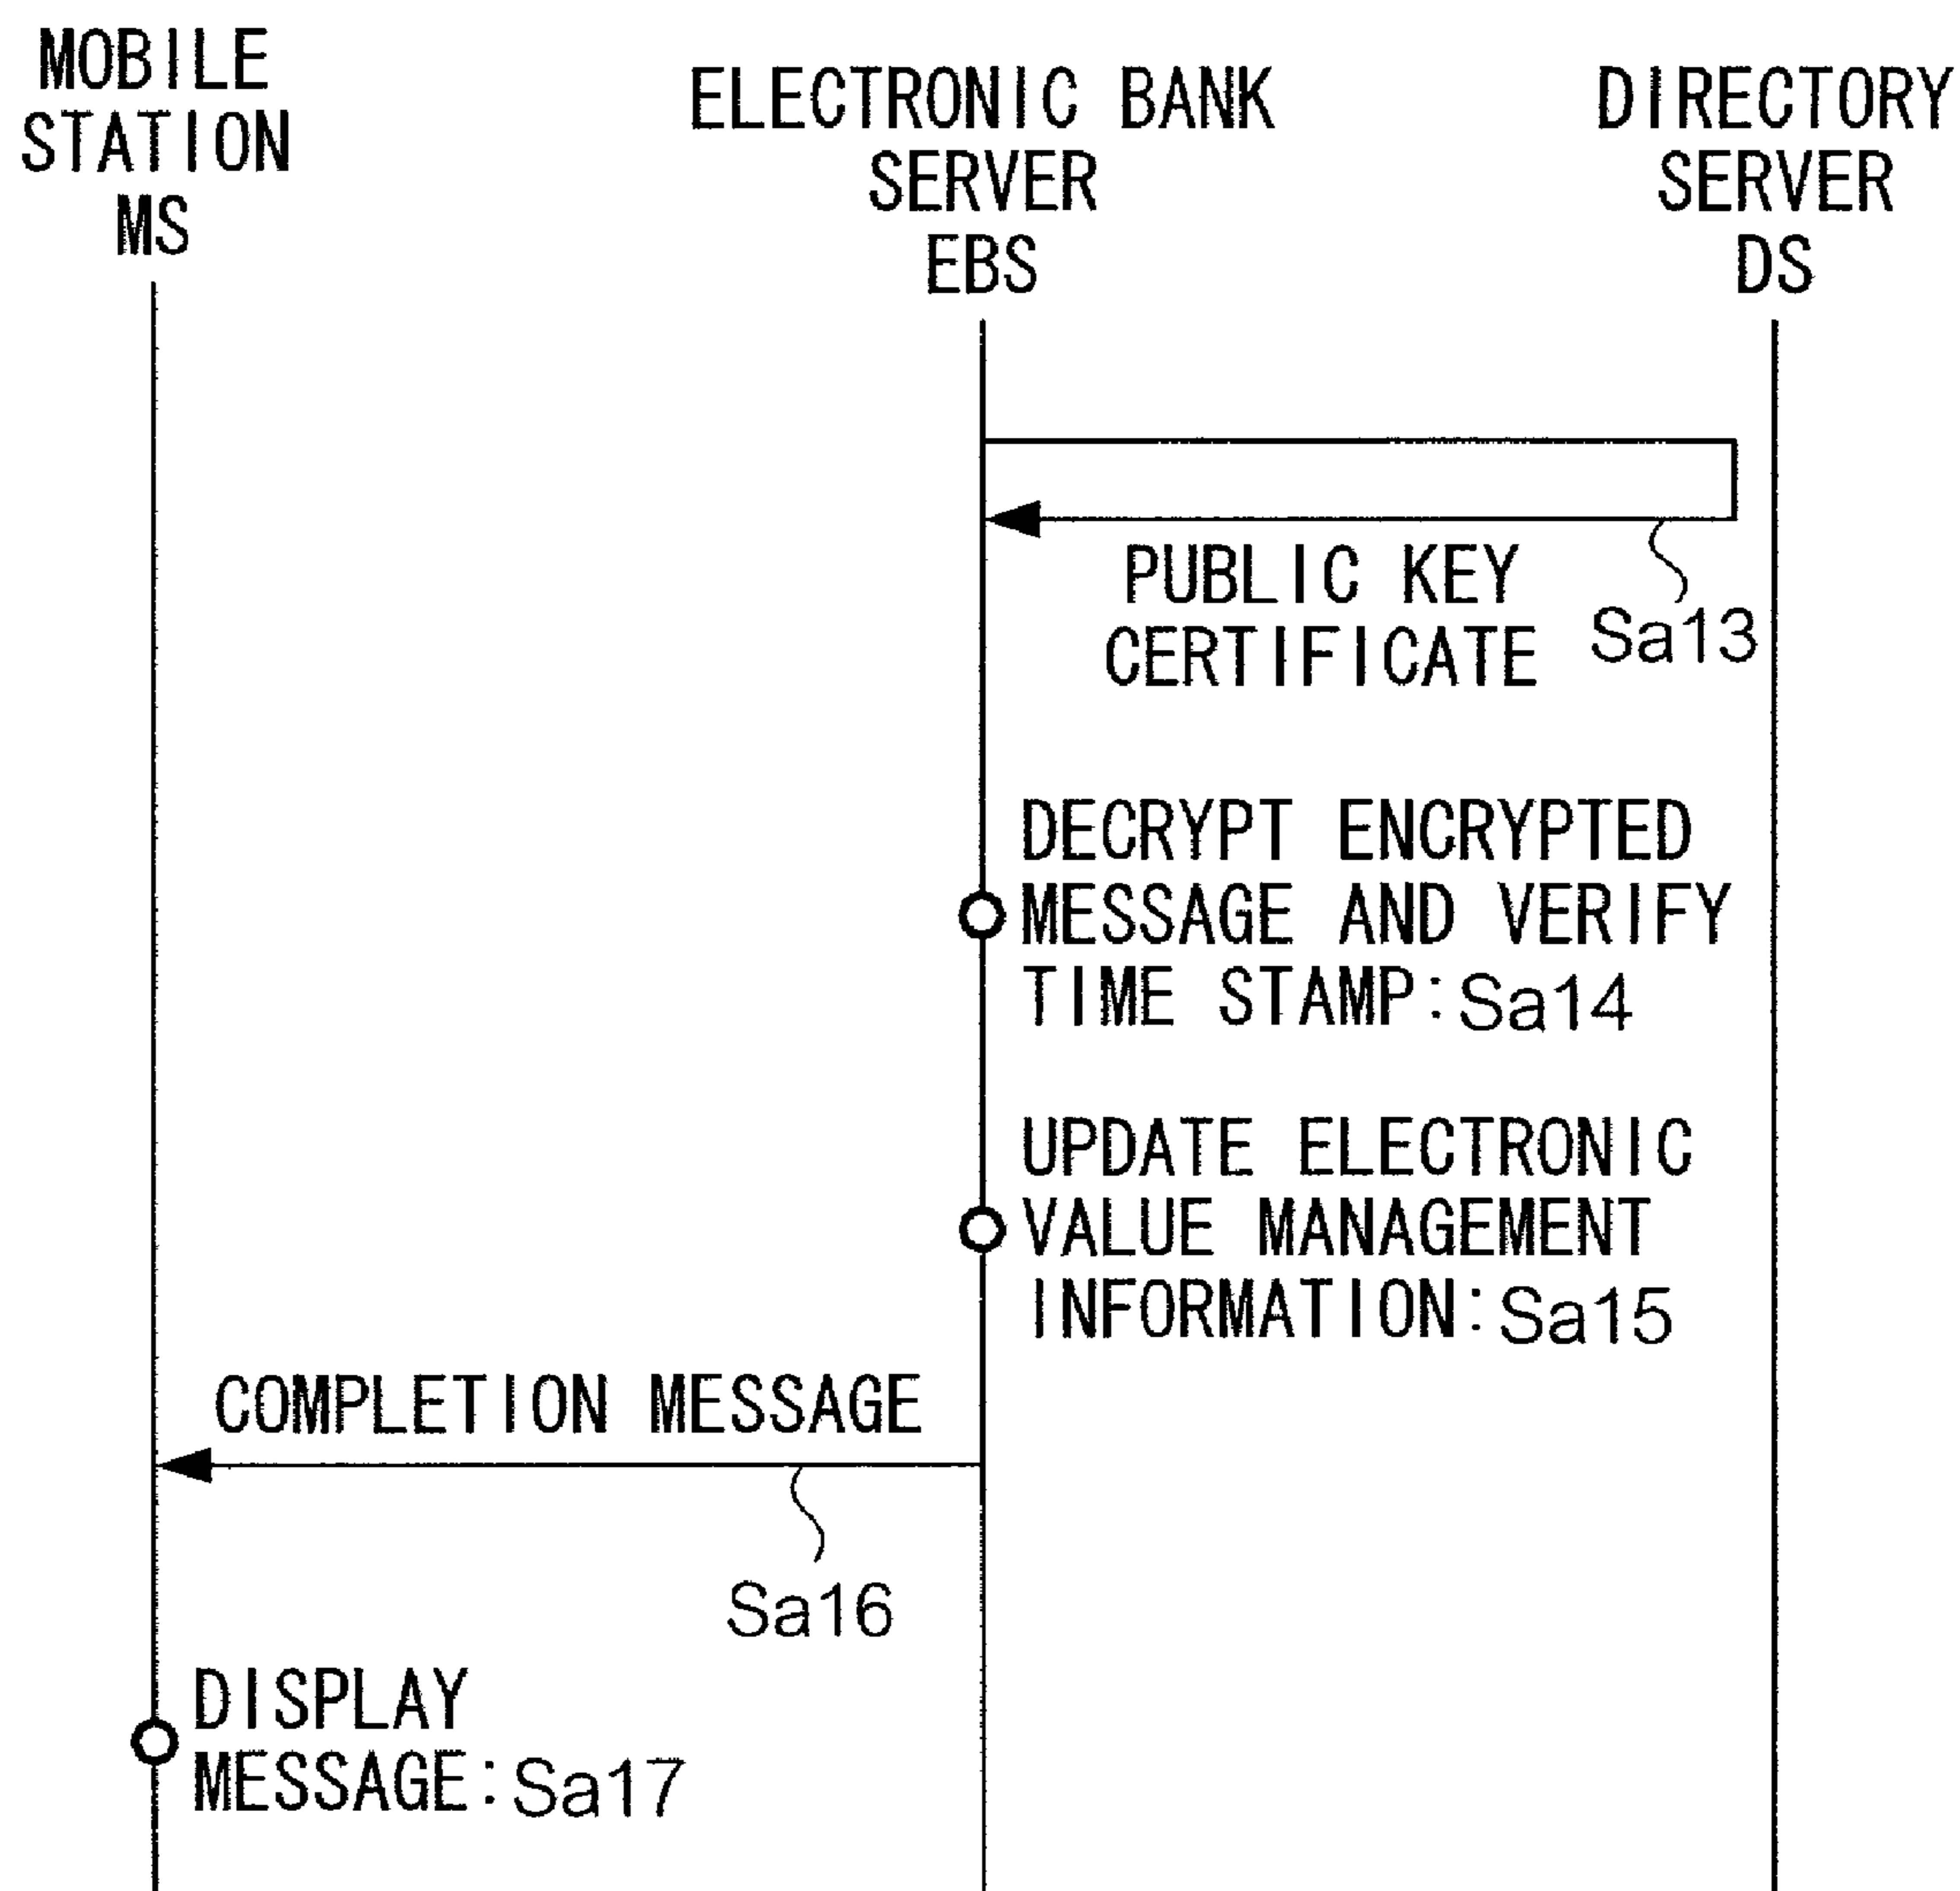 MOBILE
STATION
MS
ELECTRONIC BANK
SERVER
EBS
DIRECTORY
SERVER
DS
PUBLIC KEY
CERTIFICATE
Sa13
DECRYPT ENCRYPTED
MESSAGE AND VERIFY
TIME STAMP:Sa14
UPDATE ELECTRONIC
VALUE MANAGEMENT
INFORMATION:Sa15
COMPLETION MESSAGE
Sa16
DISPLAY
MESSAGE:Sa17